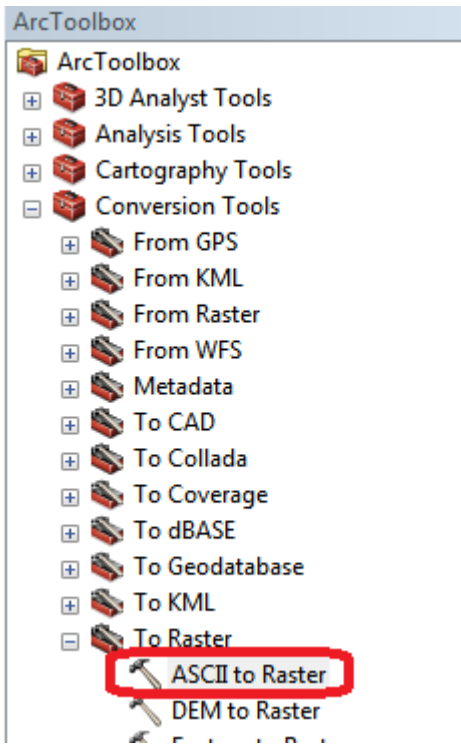 ArcToolbox
ArcToolbox
3D Analyst Tools
Analysis Tools
Cartography Tools
Conversion Tools
From GPS
From KML
From Raster
From WFS
Metadata
To CAD
To Collada
To Coverage
To dBASE
To Geodatabase
To KML
To Raster
ASCII to Raster
DEM to Raster